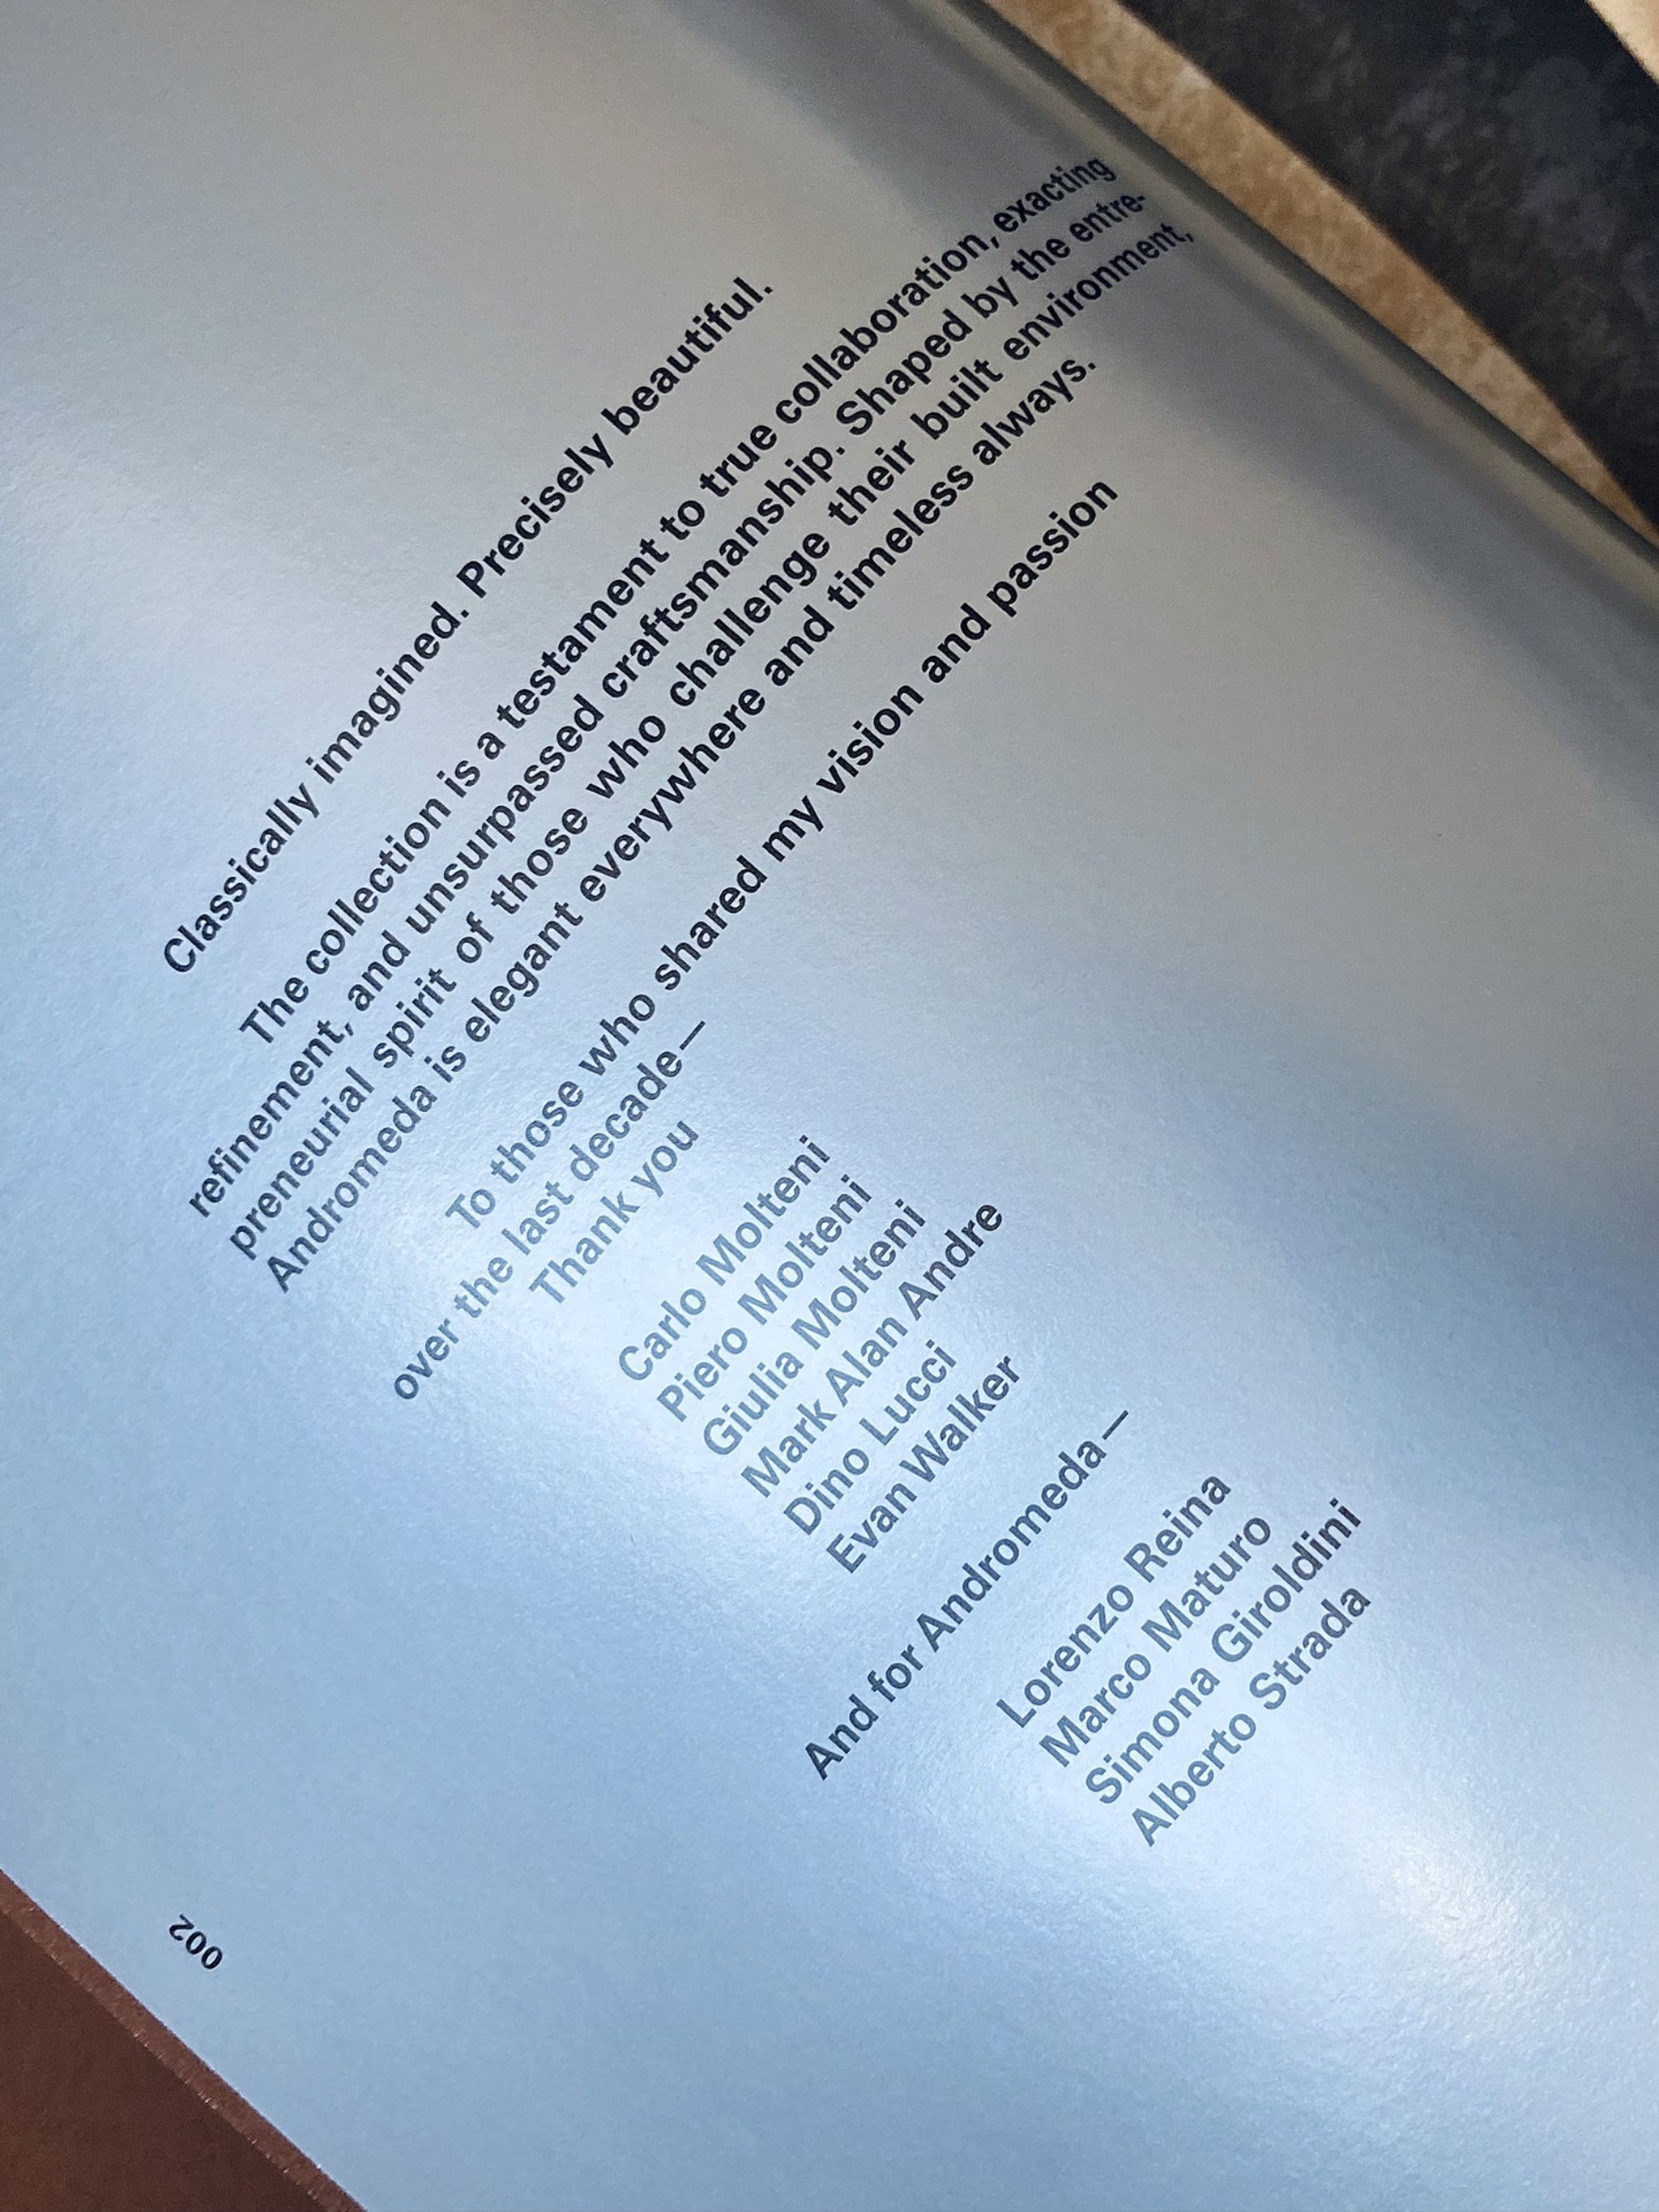 Classically imagined. Precisely beautiful.
The collection is a testament to true collaboration, exacting
refinement, and unsurpassed craftsmanship. Shaped by the entre-
preneurial spirit of those who challenge their built environment,
Andromeda is elegant everywhere and timeless always.
To those who shared my vision and passion
over the last decade—
Thank you
Carlo Molteni
Piero Molteni
Giulia Molteni
Mark Alan Andre
Dino Lucci
Evan Walker
And for Andromeda—
Lorenzo Reina
Marco Maturo
Simona Giroldini
Alberto Strada
002